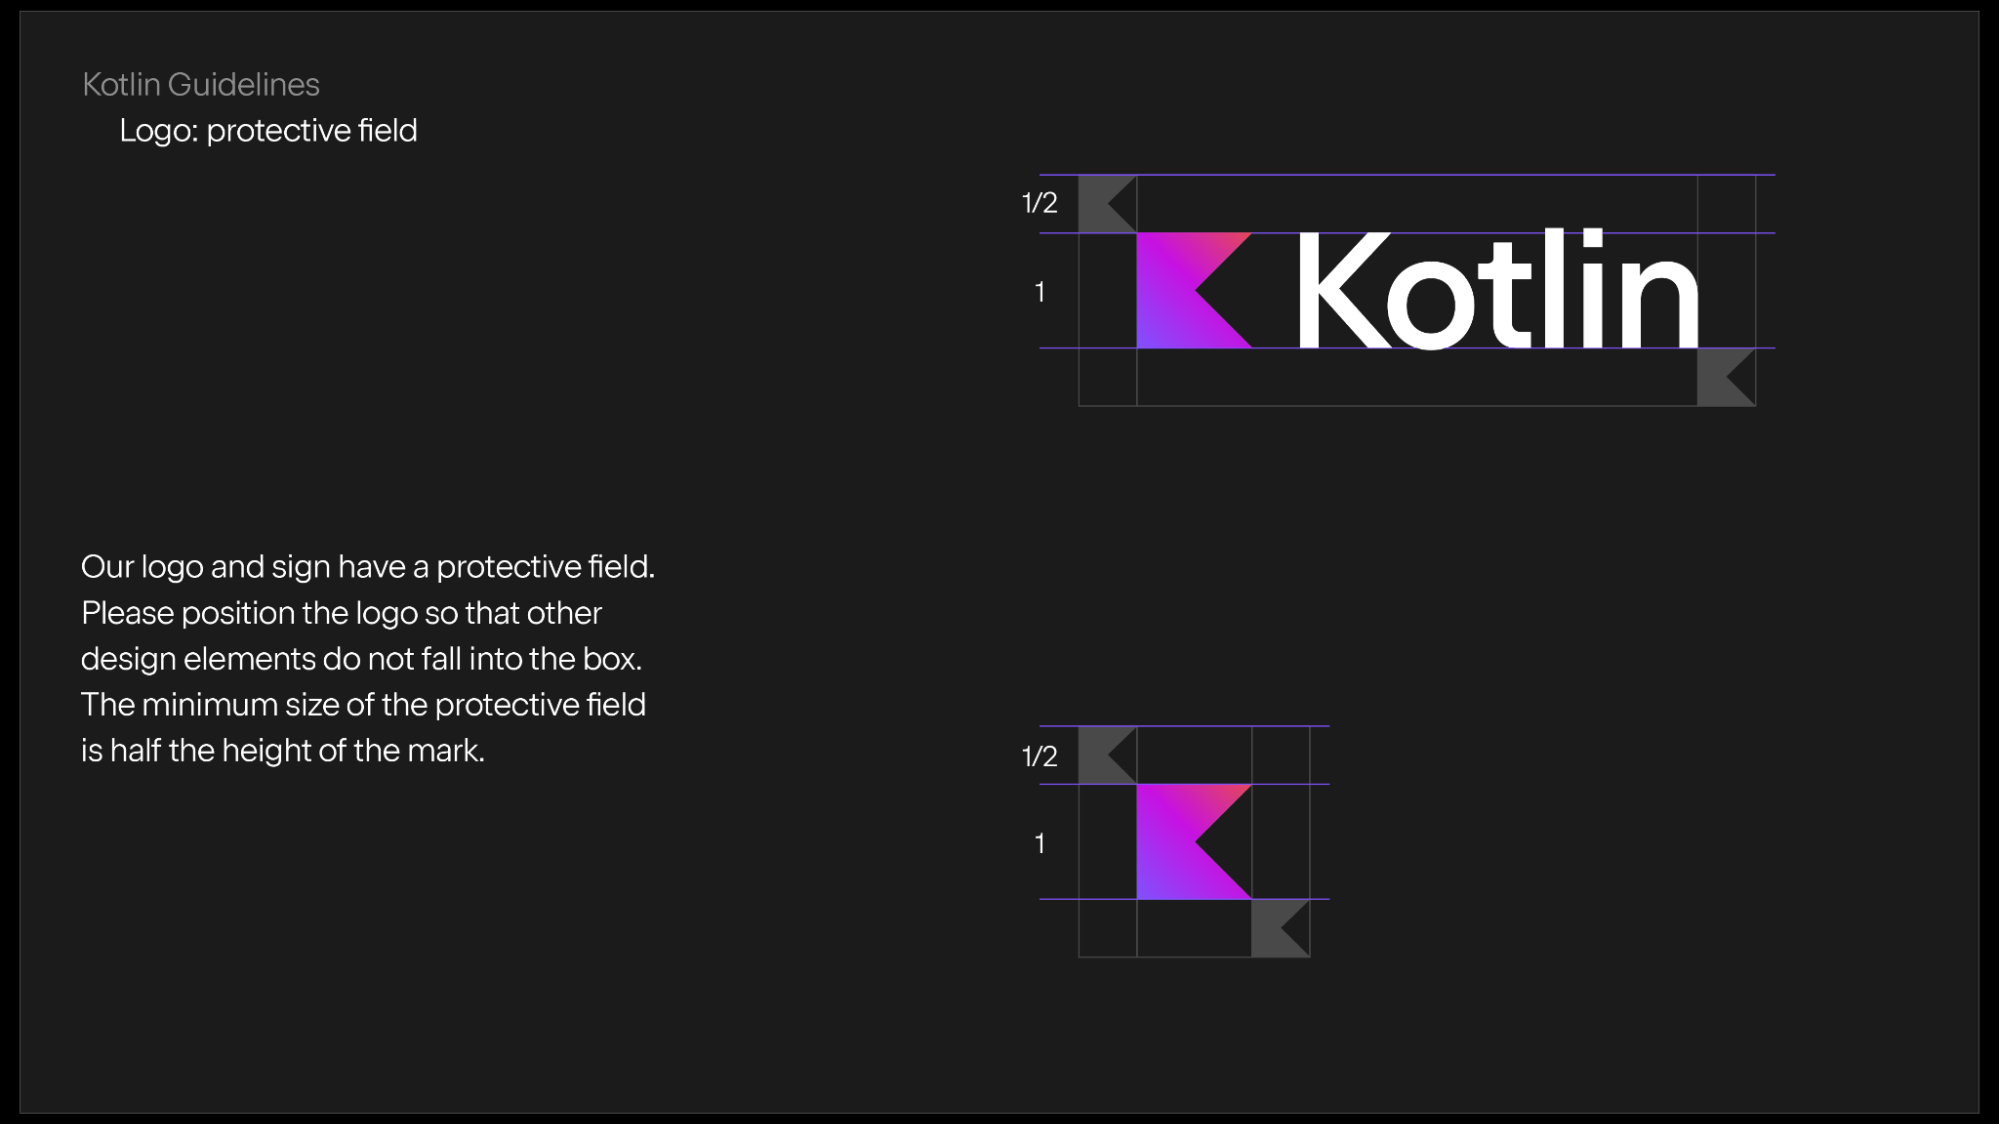 Kotlin Guidelines
Logo: protective field
1/2
Kotlin
1
Our logo and sign have a protective field.
Please position the logo so that other
design elements do not fall into the box.
The minimum size of the protective field
is half the height of the mark.
1/2
1